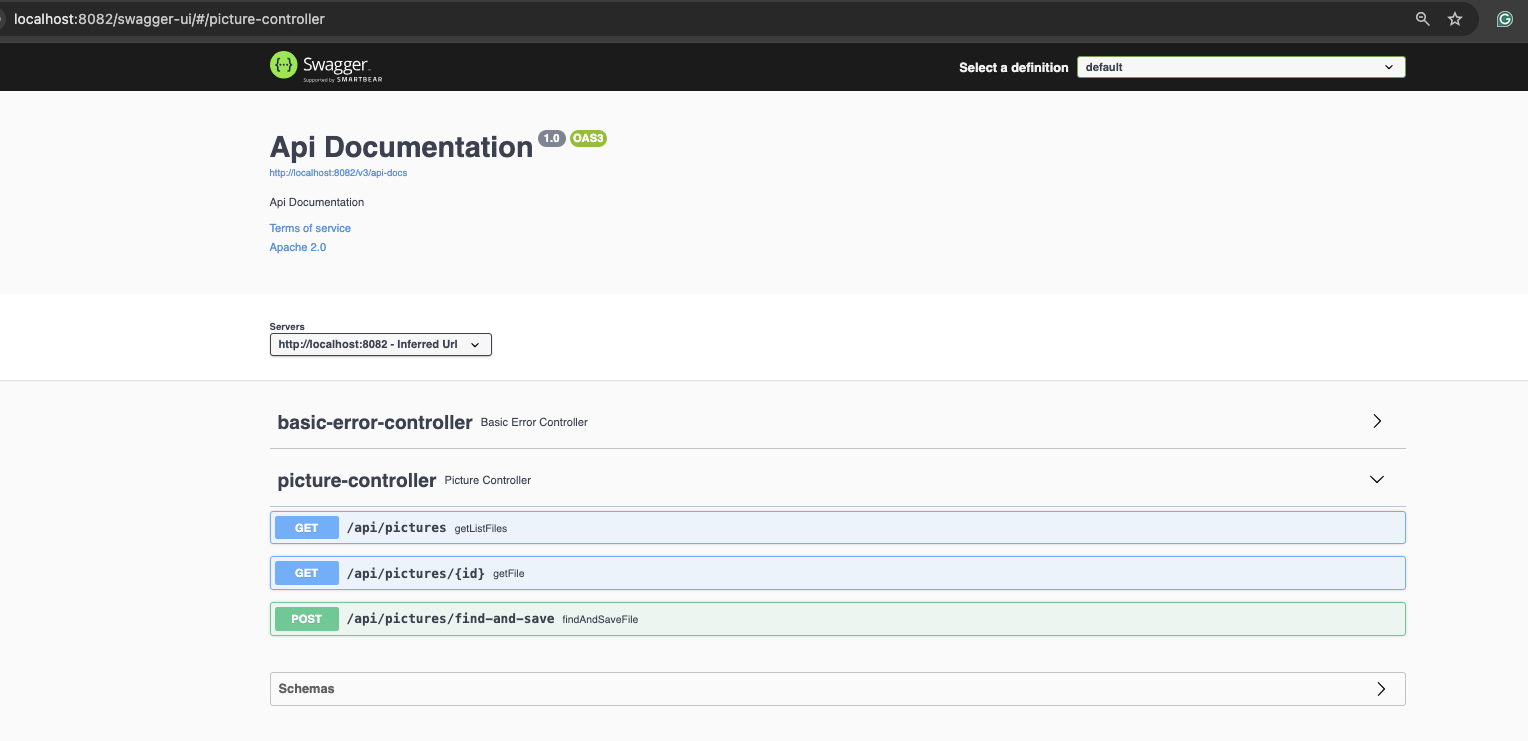 localhost:8082/swagger-ui/#/picture-controller
Swagger
Supported by SMARTBEAR
Select a definition
default
Api Documentation 1.0 OAS3
http://localhost:8082/v3/api-docs
Api Documentation
Terms of service
Apache 2.0
Servers
http://localhost:8082 - Inferred Url
basic-error-controller Basic Error Controller
picture-controller Picture Controller
GET /api/pictures getListFiles
GET /api/pictures/{id} getFile
POST /api/pictures/find-and-save findAndSaveFile
Schemas